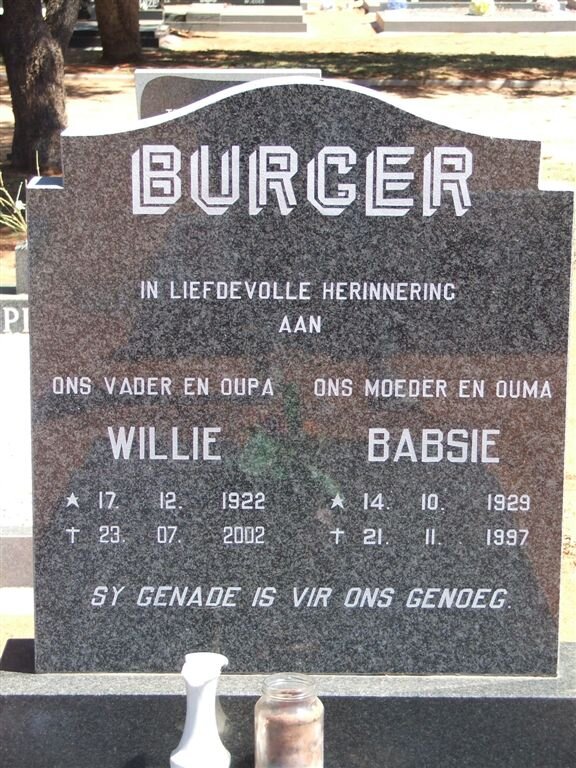 BURGER
IN LIEFDEVOLLE HERINNERING
AAN
ONS VADER EN OUPA ONS MOEDER EN OUMA
WILLIE BABSIE
★ 17. 12. 1922 ★ 14. 10. 1929
✝ 23. 07. 2002 ✝ 21. 11. 1997
SY GENADE IS VIR ONS GENOEG.